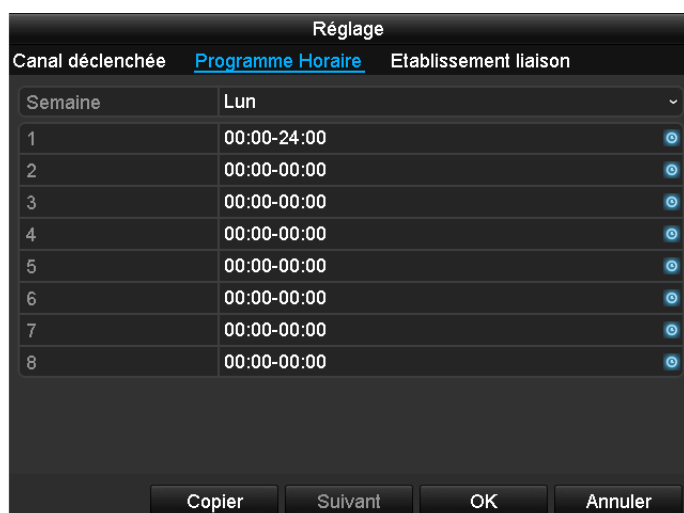 Réglage
Canal déclenchée Programme Horaire Etablissement liaison
Semaine Lun
1 00:00-24:00
2 00:00-00:00
3 00:00-00:00
4 00:00-00:00
5 00:00-00:00
6 00:00-00:00
7 00:00-00:00
8 00:00-00:00
Copier Suivant OK Annuler